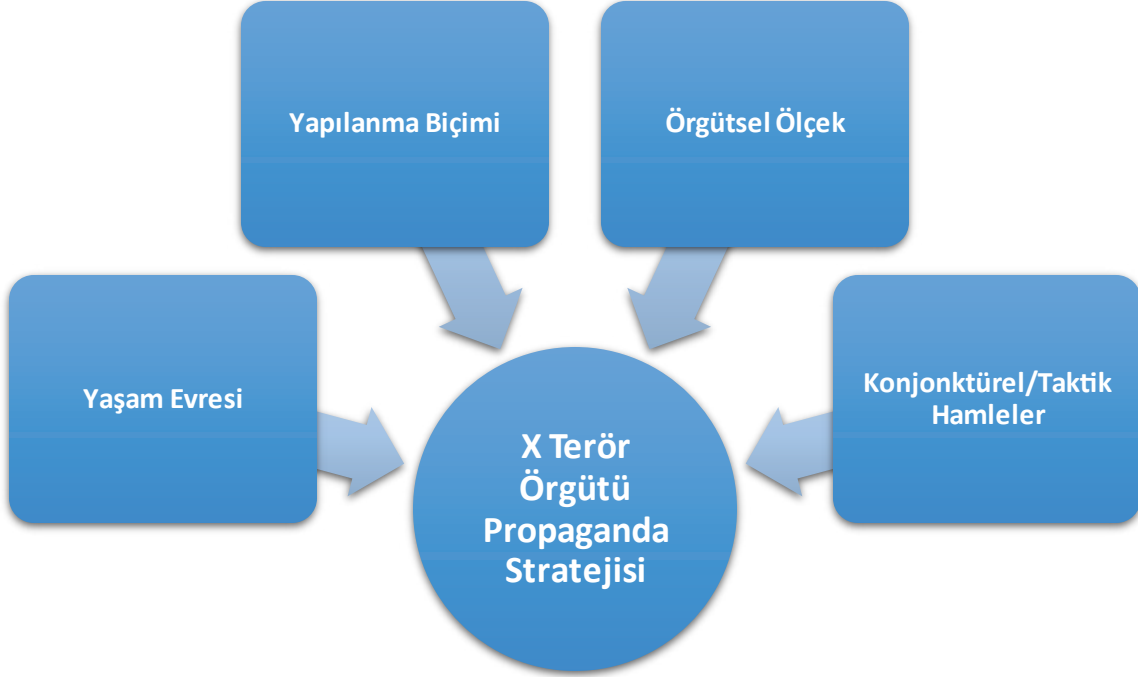 Yapılanma Biçimi
Örgütsel Ölçek
Yaşam Evresi
Konjonktürel/Taktik
Hamleler
X Terör
Örgütü
Propaganda
Stratejisi